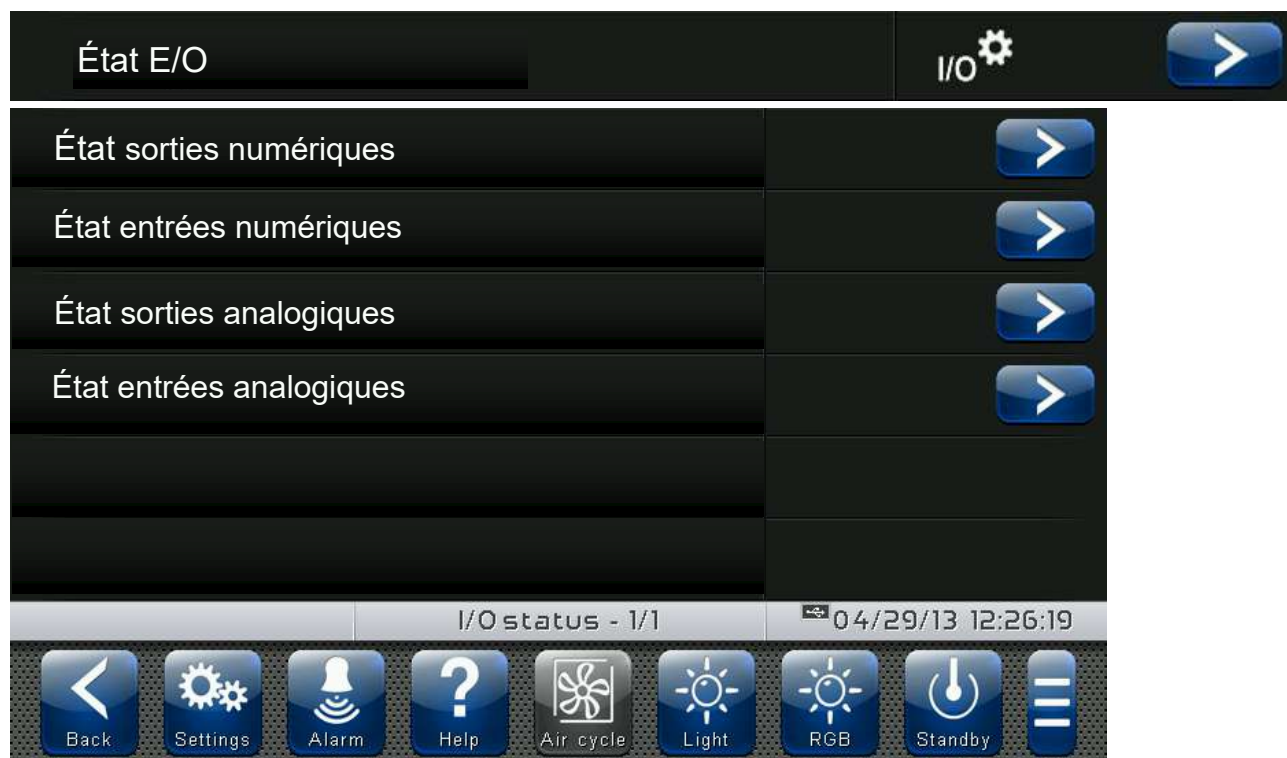 État E/O
I/O
État sorties numériques
État entrées numériques
État sorties analogiques
État entrées analogiques
I/O status - 1/1
04/29/13 12:26:19
Back Settings Alarm Help Air cycle Light RGB Standby